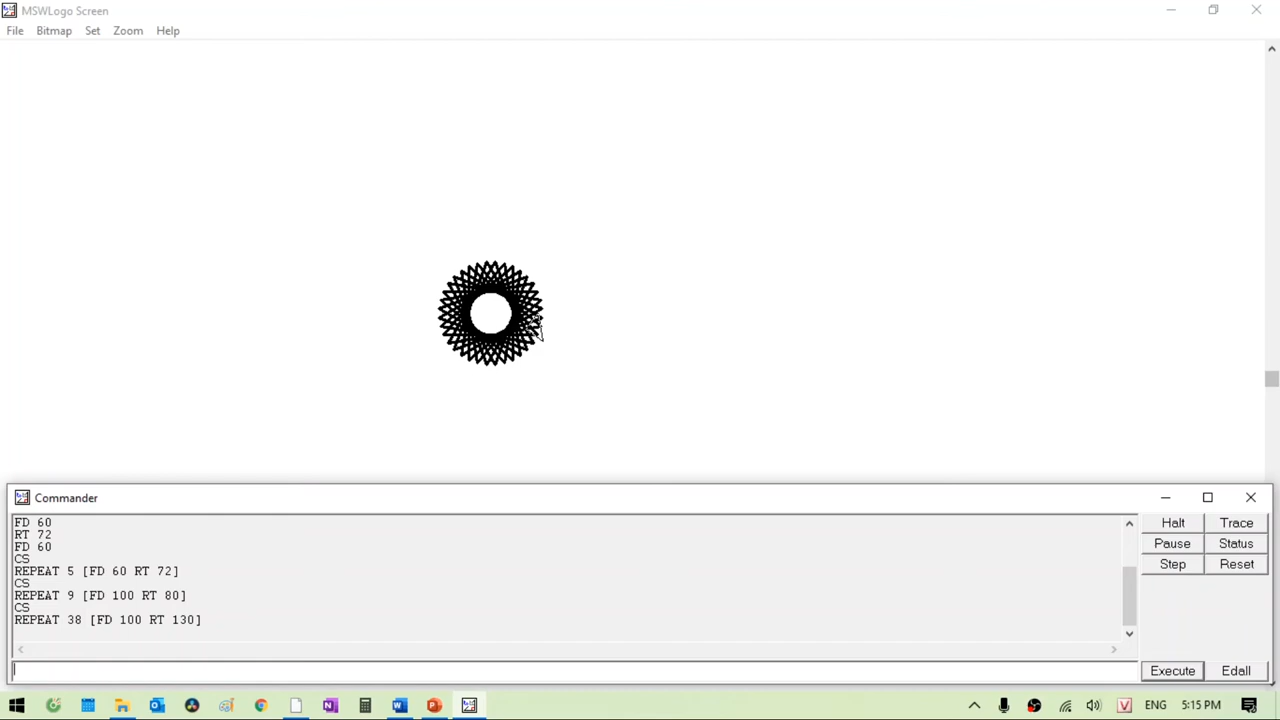 MSWLogo Screen
File Bitmap Set Zoom Help
Commander
FD 60
RT 72
FD 60
CS
REPEAT 5 [FD 60 RT 72]
CS
REPEAT 9 [FD 100 RT 80]
CS
REPEAT 38 [FD 100 RT 130]
Halt Trace
Pause Status
Step Reset
Execute Edall
ENG 5:15 PM